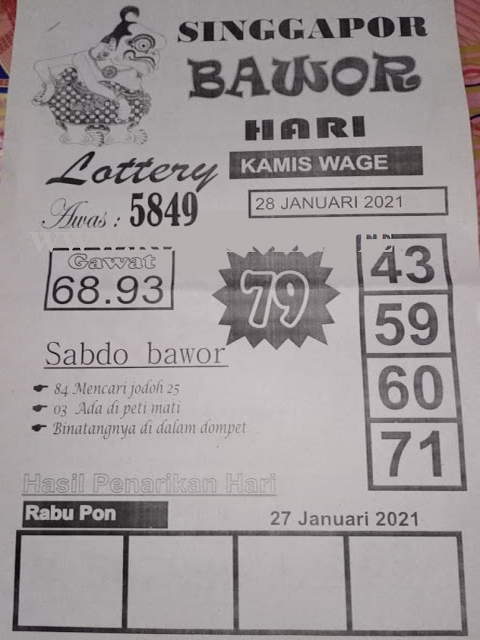 SINGGAPOR
BAWOR
HARI
Lottery
KAMIS WAGE
Awas : 5849
28 JANUARI 2021
Gawat
68.93
79
43
59
60
71
Sabdo bawor
84 Mencari jodoh 25
03 Ada di peti mati
Binatangnya di dalam dompet
Hasil Penarikan Hari
Rabu Pon
27 Januari 2021